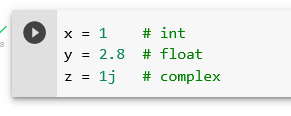 x = 1    # int
y = 2.8  # float
z = 1j   # complex